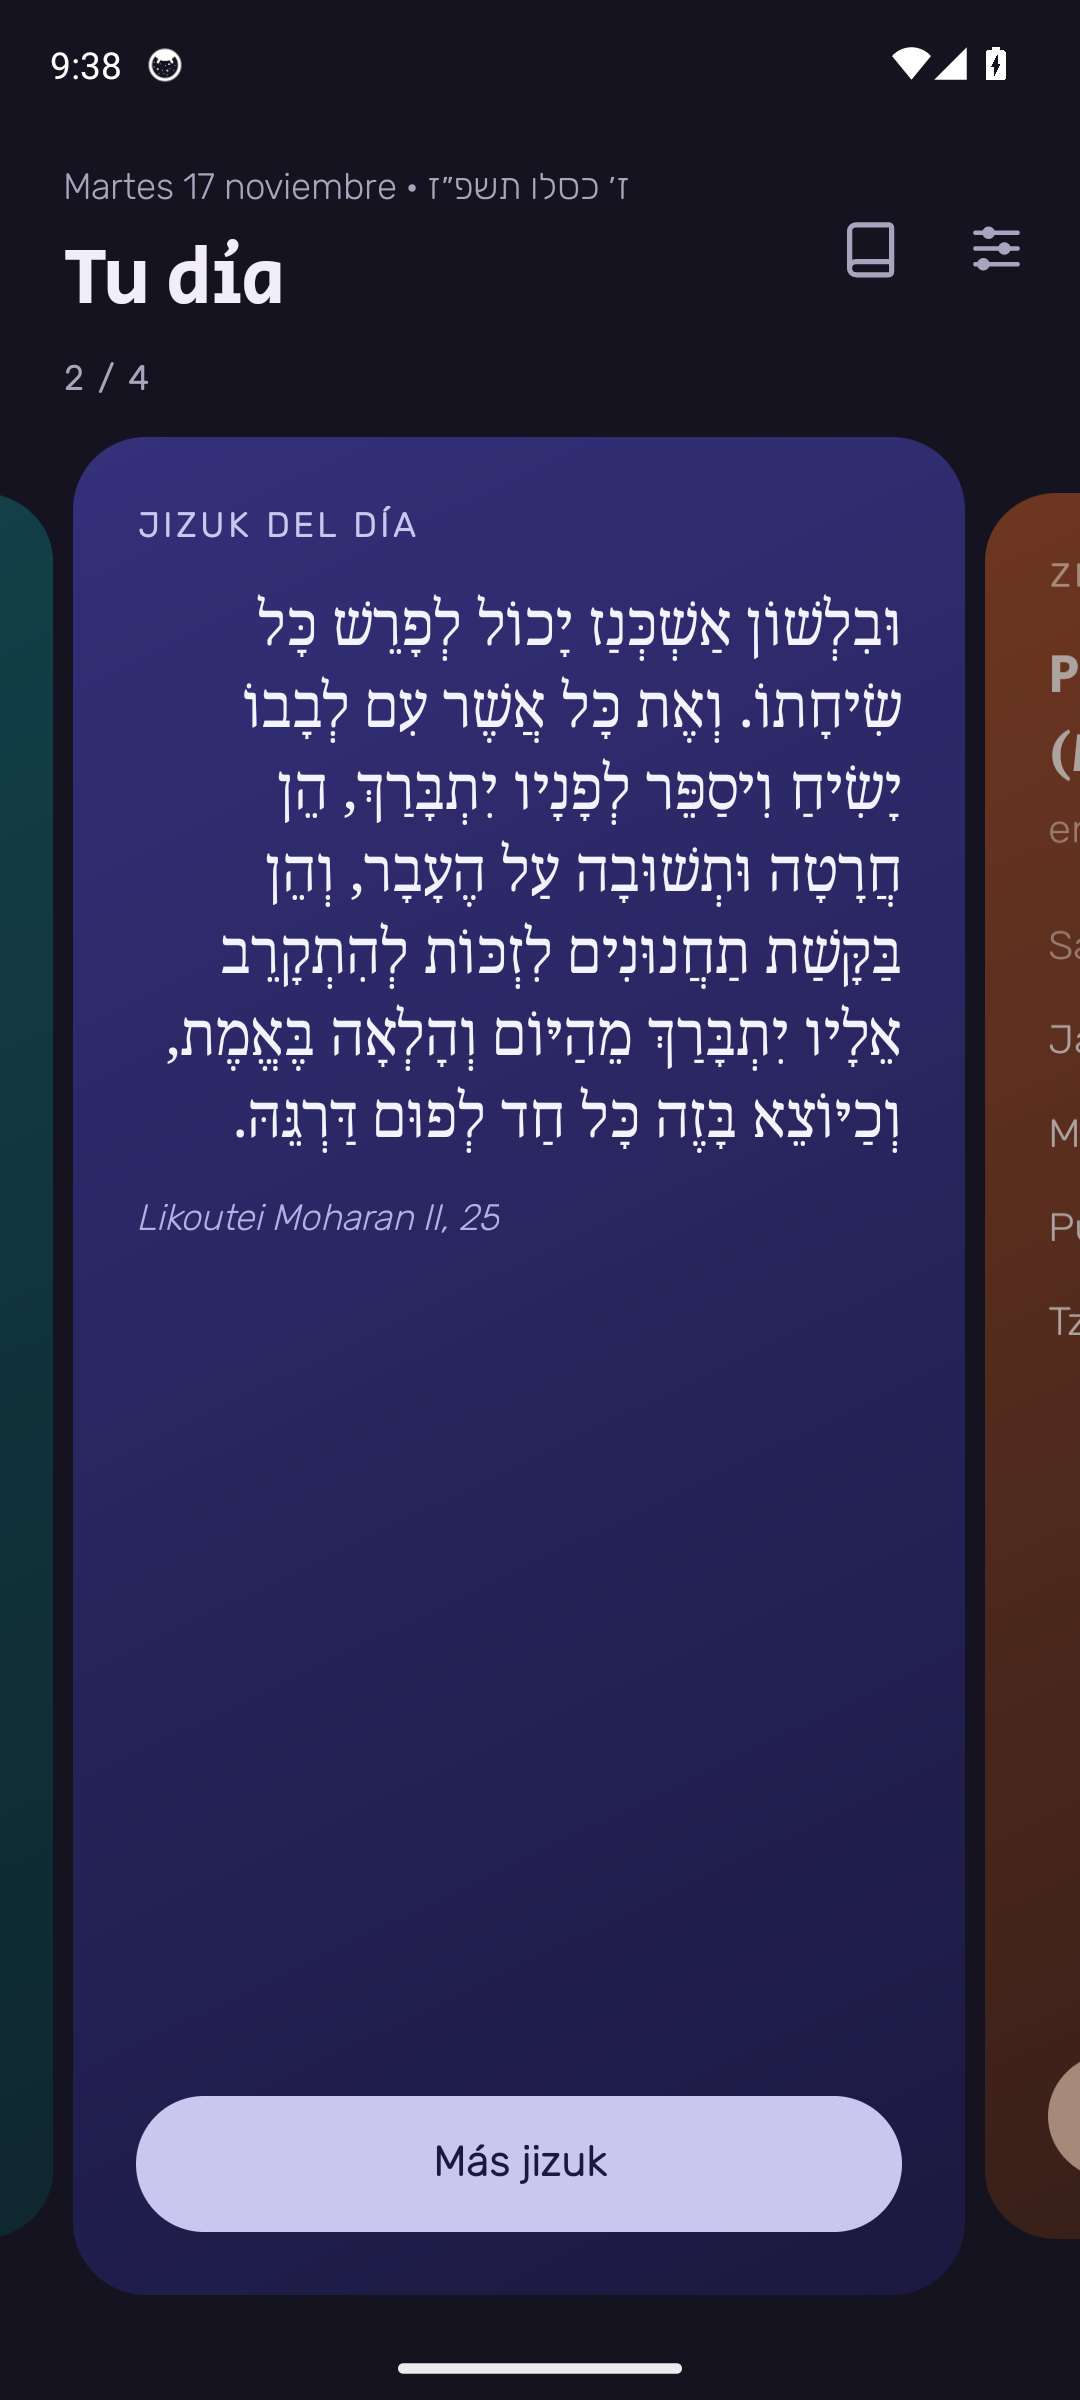 9:38
Martes 17 noviembre • ז׳ כסלו תשפ״ז
Tu día
2 / 4
JIZUK DEL DÍA
וּבִלְשׁוֹן אַשְׁכְּנַז יָכוֹל לְפָרֵשׁ כָּל
שִׂיחָתוֹ. וְאֶת כָּל אֲשֶׁר עִם לְבָבוֹ
יָשִׂיחַ וִיסַפֵּר לְפָנָיו יִתְבָּרַךְ, הֵן
חֲרָטָה וּתְשׁוּבָה עַל הֶעָבָר, וְהֵן
בַּקָּשַׁת תַּחֲנוּנִים לִזְכּוֹת לְהִתְקָרֵב
אֵלָיו יִתְבָּרַךְ מֵהַיּוֹם וְהָלְאָה בֶּאֱמֶת,
וְכַיּוֹצֵא בָּזֶה כָּל חַד לְפוּם דַּרְגֵּהּ.
Likoutei Moharan II, 25
Más jizuk